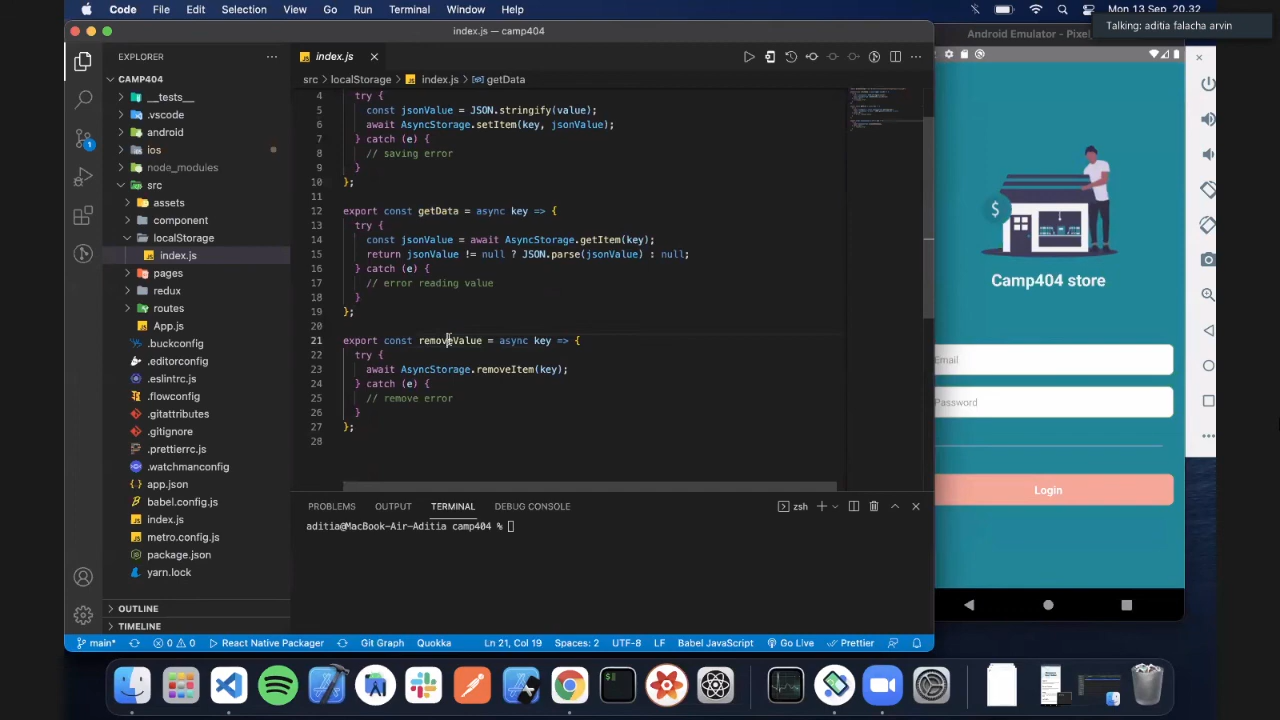 Code File Edit Selection View Go Run Terminal Window Help
Mon 13 Sep 20.32
Talking: aditia falacha arvin
index.js — camp404
Android Emulator - Pixel
EXPLORER
CAMP404
__tests__
.vscode
android
ios
node_modules
src
assets
component
localStorage
index.js
pages
redux
routes
App.js
.buckconfig
.editorconfig
.eslintrc.js
.flowconfig
.gitattributes
.gitignore
.prettierrc.js
.watchmanconfig
app.json
babel.config.js
index.js
metro.config.js
package.json
yarn.lock
OUTLINE
TIMELINE
1
index.js
src > localStorage > index.js > getData
4 try {
5 const jsonValue = JSON.stringify(value);
6 await AsyncStorage.setItem(key, jsonValue);
7 } catch (e) {
8 // saving error
9 }
10 };
11
12 export const getData = async key => {
13 try {
14 const jsonValue = await AsyncStorage.getItem(key);
15 return jsonValue != null ? JSON.parse(jsonValue) : null;
16 } catch (e) {
17 // error reading value
18 }
19 };
20
21 export const removeValue = async key => {
22 try {
23 await AsyncStorage.removeItem(key);
24 } catch (e) {
25 // remove error
26 }
27 };
28
PROBLEMS OUTPUT TERMINAL DEBUG CONSOLE
zsh
aditia@MacBook-Air-Aditia camp404 %
main* 0 0 React Native Packager Git Graph Quokka Ln 21, Col 19 Spaces: 2 UTF-8 LF Babel JavaScript Go Live Prettier
$
Camp404 store
Email
Password
Login